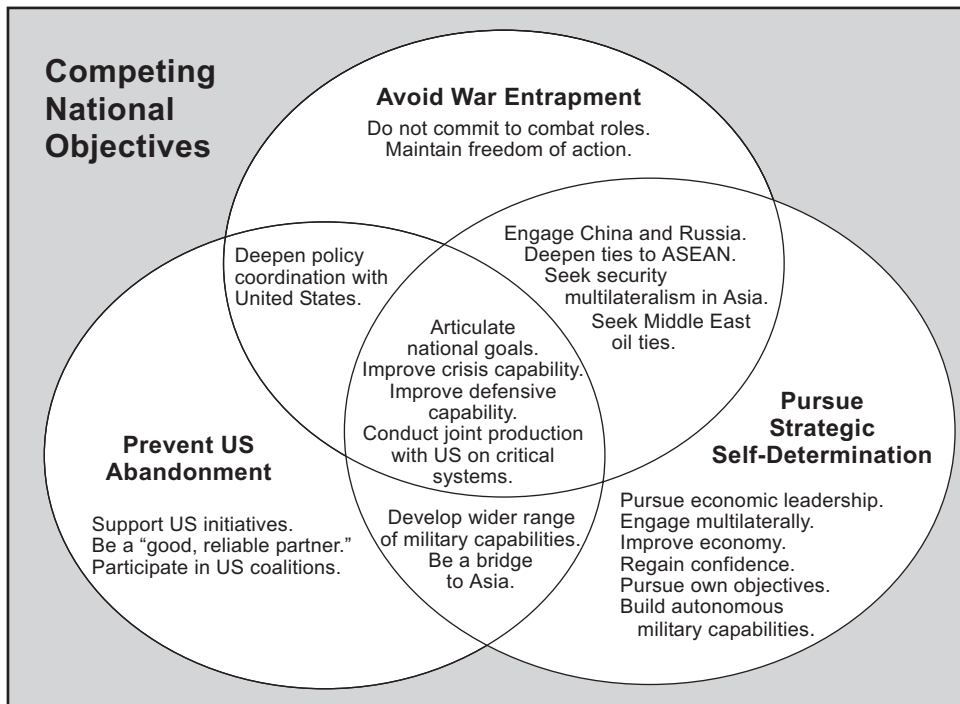 Competing
National
Objectives
Avoid War Entrapment
Do not commit to combat roles.
Maintain freedom of action.
Deepen policy
coordination with
United States.
Engage China and Russia.
Deepen ties to ASEAN.
Seek security
multilateralism in Asia.
Seek Middle East
oil ties.
Articulate
national goals.
Improve crisis capability.
Improve defensive
capability.
Conduct joint production
with US on critical
systems.
Prevent US
Abandonment
Support US initiatives.
Be a “good, reliable partner.”
Participate in US coalitions.
Develop wider range
of military capabilities.
Be a bridge
to Asia.
Pursue
Strategic
Self-Determination
Pursue economic leadership.
Engage multilaterally.
Improve economy.
Regain confidence.
Pursue own objectives.
Build autonomous
military capabilities.